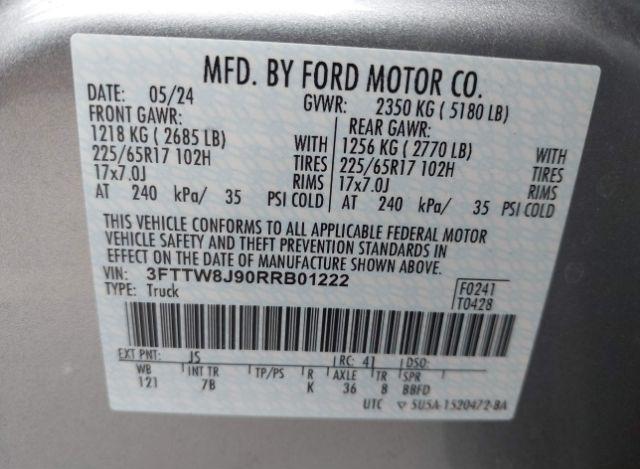 MFD. BY FORD MOTOR CO.
DATE: 05/24 GVWR: 2350 KG ( 5180 LB)
FRONT GAWR: REAR GAWR:
1218 KG ( 2685 LB) WITH 1256 KG ( 2770 LB) WITH
225/65R17 102H TIRES 225/65R17 102H TIRES
17x7.0J RIMS 17x7.0J RIMS
AT 240 kPa/ 35 PSI COLD AT 240 kPa/ 35 PSI COLD
THIS VEHICLE CONFORMS TO ALL APPLICABLE FEDERAL MOTOR
VEHICLE SAFETY AND THEFT PREVENTION STANDARDS IN
EFFECT ON THE DATE OF MANUFACTURE SHOWN ABOVE.
VIN: 3FTTW8J90RRB01222 F0241
TYPE: Truck T0428
EXT PNT: JS RC: 41 DSO:
WB INT TR TP/PS R AXLE TR SPR
121 7B K 36 8 BBFD
UTC ▽ 5U5A-1520472-BA